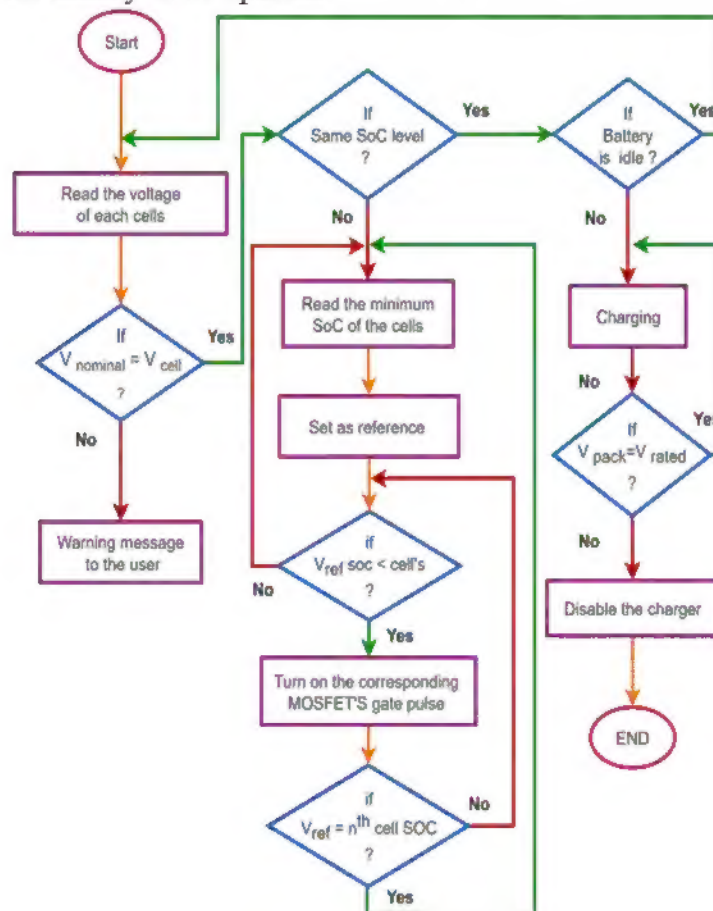 Start
Read the voltage
of each cells
If
V nominal = V cell
?
Yes
No
Warning message
to the user
If
Same SoC level
?
Yes
No
Read the minimum
SoC of the cells
Set as reference
if
Vref soc < cell's
?
No
Yes
Turn on the corresponding
MOSFET'S gate pulse
if
Vref = nth cell SOC
?
No
Yes
If
Battery
is idle ?
Yes
No
Charging
No
If
V pack=V rated
?
Yes
No
Disable the charger
END